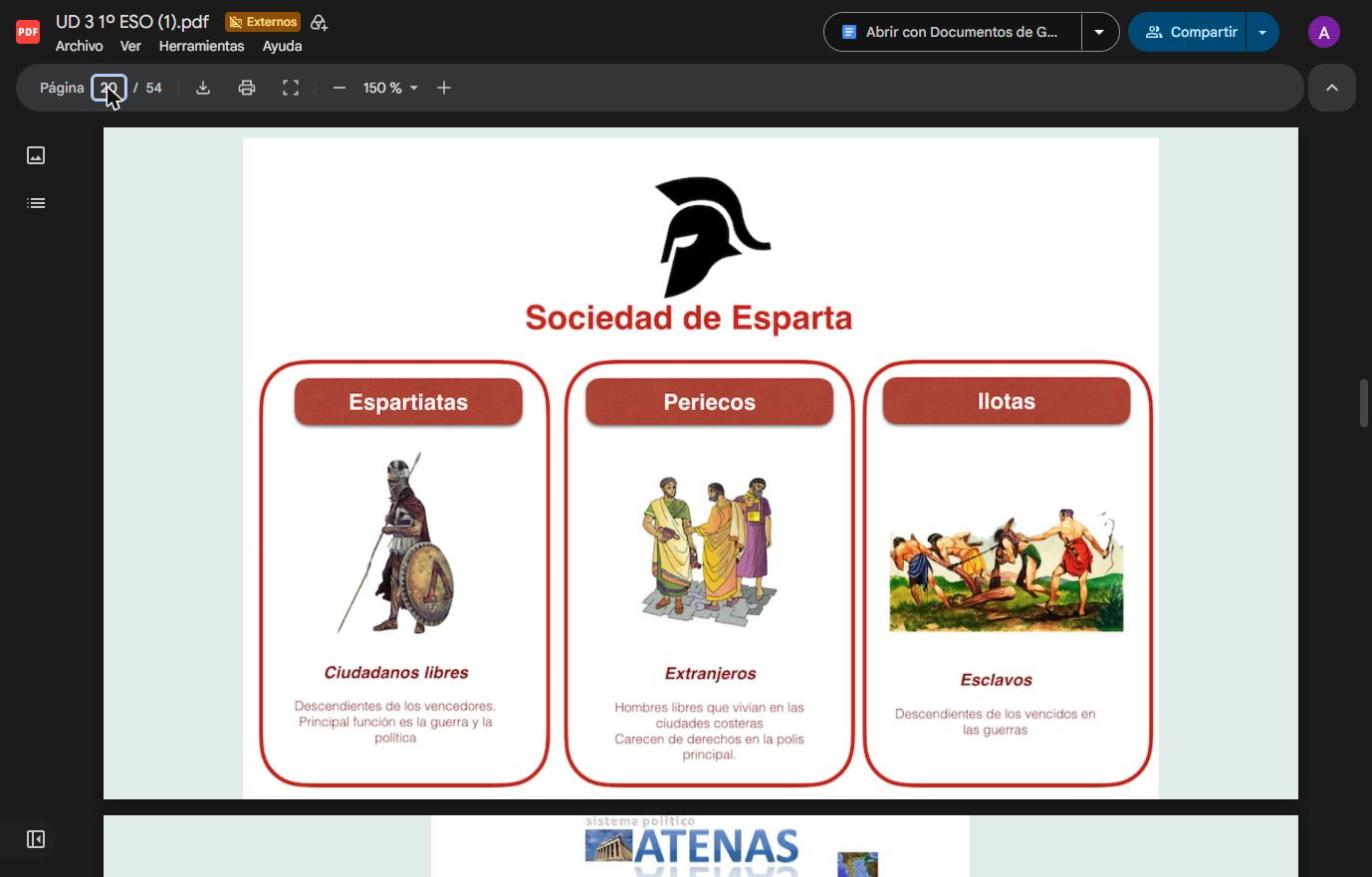 PDF
UD 3 1º ESO (1).pdf
Externos
Archivo Ver Herramientas Ayuda
Abrir con Documentos de G...
Compartir
A
Página 20 / 54
150 %
Sociedad de Esparta
Espartiatas
Ciudadanos libres
Descendientes de los vencedores.
Principal función es la guerra y la
política
Periecos
Extranjeros
Hombres libres que vivían en las
ciudades costeras
Carecen de derechos en la polis
principal.
Ilotas
Esclavos
Descendientes de los vencidos en
las guerras
sistema político
ATENAS